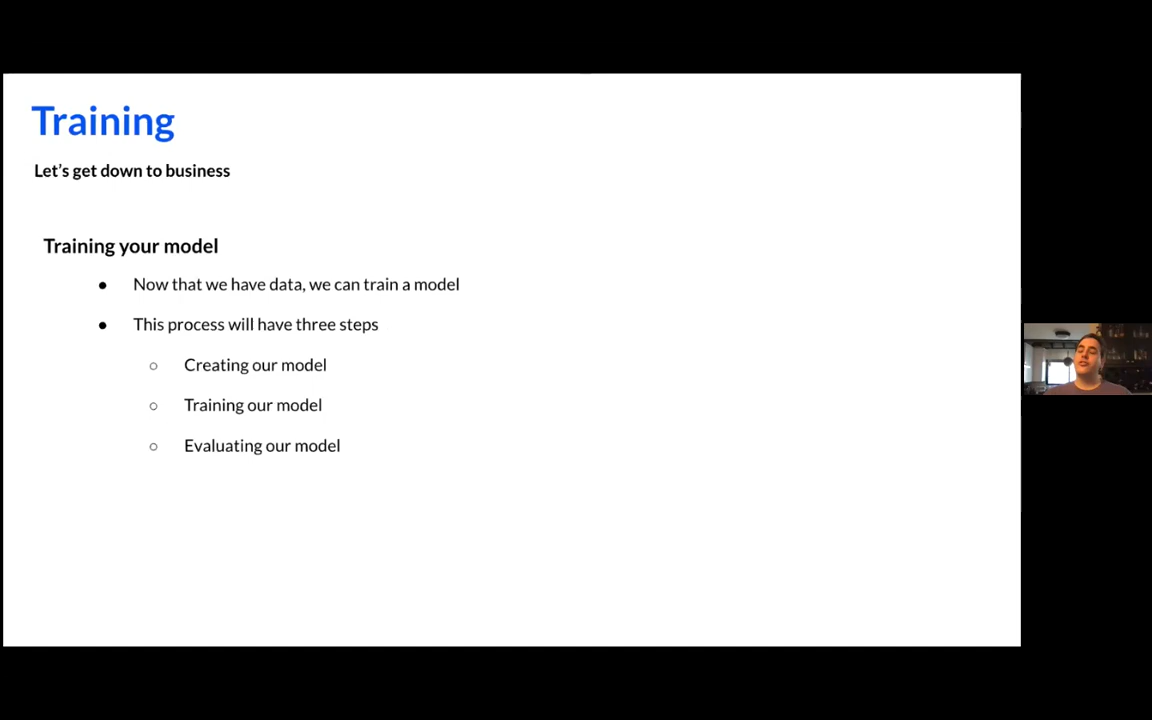 Training
Let's get down to business
Training your model
● Now that we have data, we can train a model
● This process will have three steps
○ Creating our model
○ Training our model
○ Evaluating our model